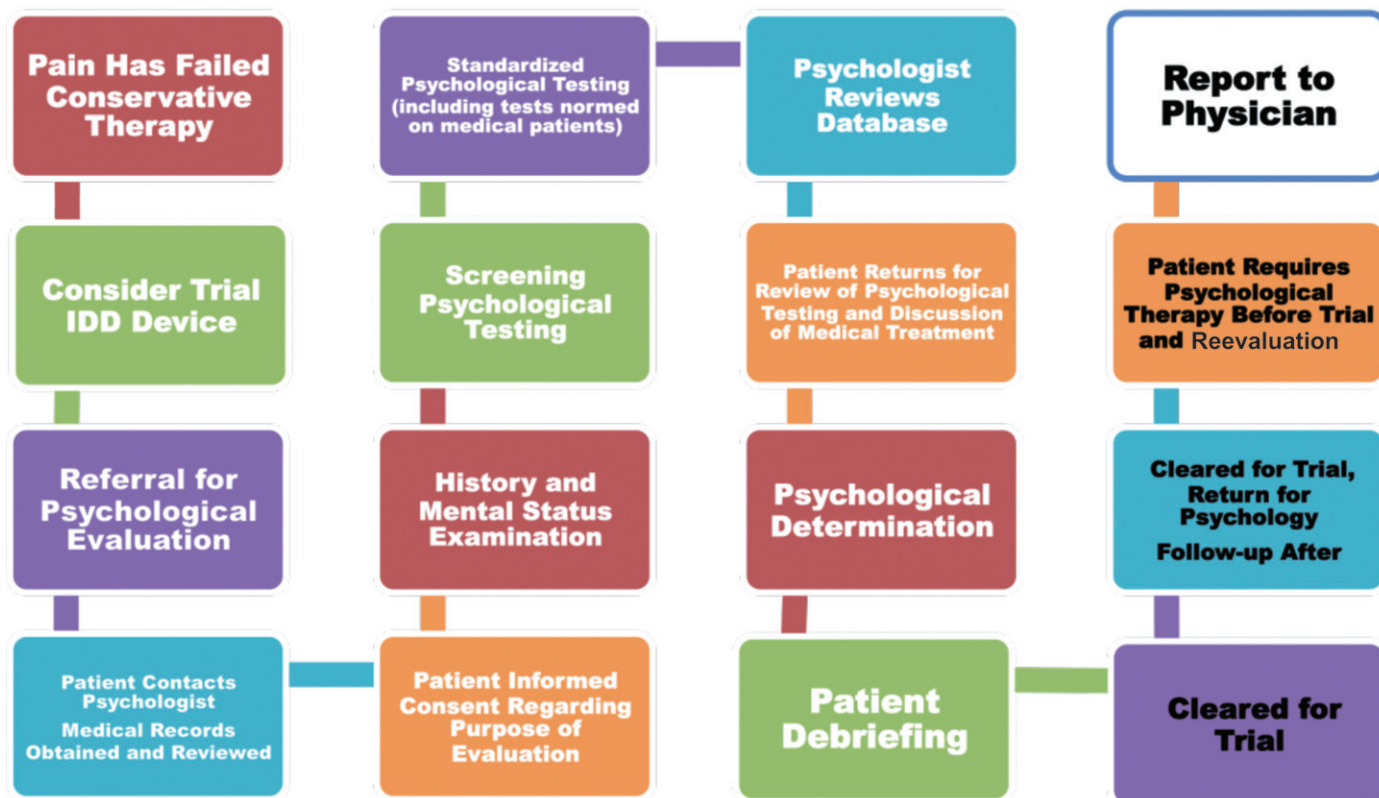 Pain Has Failed
Conservative
Therapy
Consider Trial
IDD Device
Referral for
Psychological
Evaluation
Patient Contacts
Psychologist
Medical Records
Obtained and Reviewed
Patient Informed
Consent Regarding
Purpose of
Evaluation
History and
Mental Status
Examination
Screening
Psychological
Testing
Standardized
Psychological Testing
(including tests normed
on medical patients)
Psychologist
Reviews
Database
Patient Returns for
Review of Psychological
Testing and Discussion
of Medical Treatment
Psychological
Determination
Patient
Debriefing
Cleared for
Trial
Cleared for Trial,
Return for
Psychology
Follow-up After
Patient Requires
Psychological
Therapy Before Trial
and Reevaluation
Report to
Physician